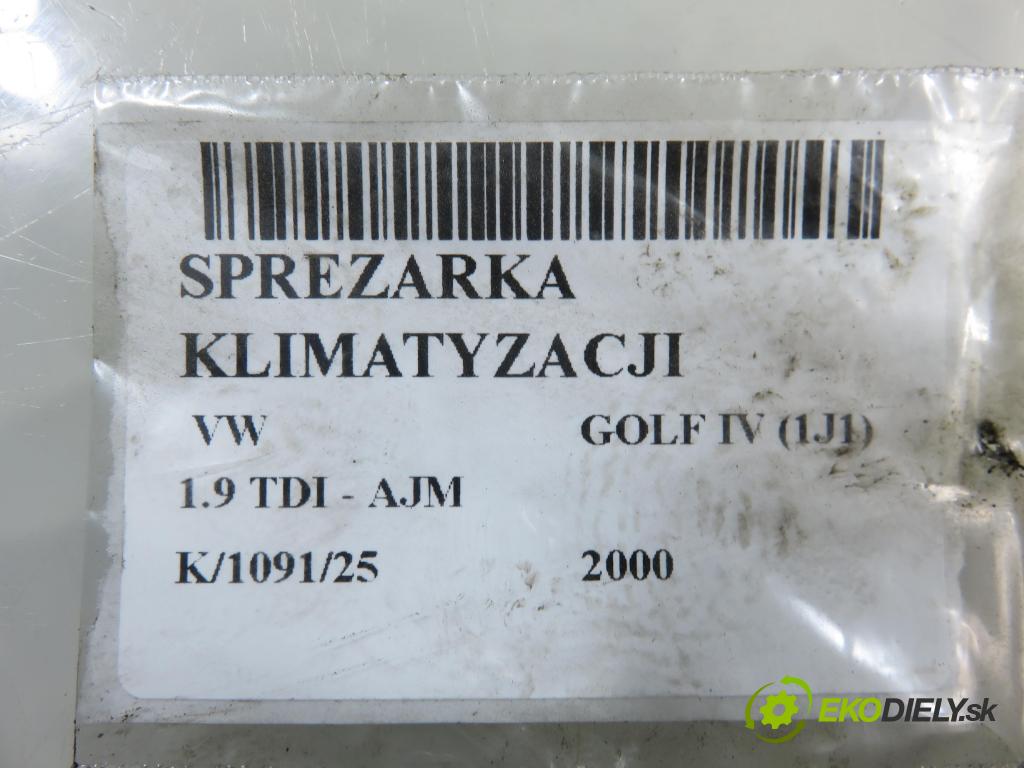 SPREZARKA
KLIMATYZACJI
VW GOLF IV (1J1)
1.9 TDI - AJM
K/1091/25 2000
EKODIELY.sk